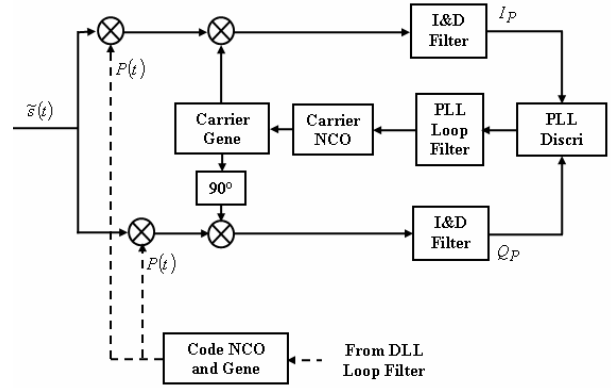 I&D
Filter
I_P
P(t)
s̃(t)
Carrier
Gene
Carrier
NCO
PLL
Loop
Filter
PLL
Discri
90°
I&D
Filter
P(t)
Q_P
Code NCO
and Gene
From DLL
Loop Filter